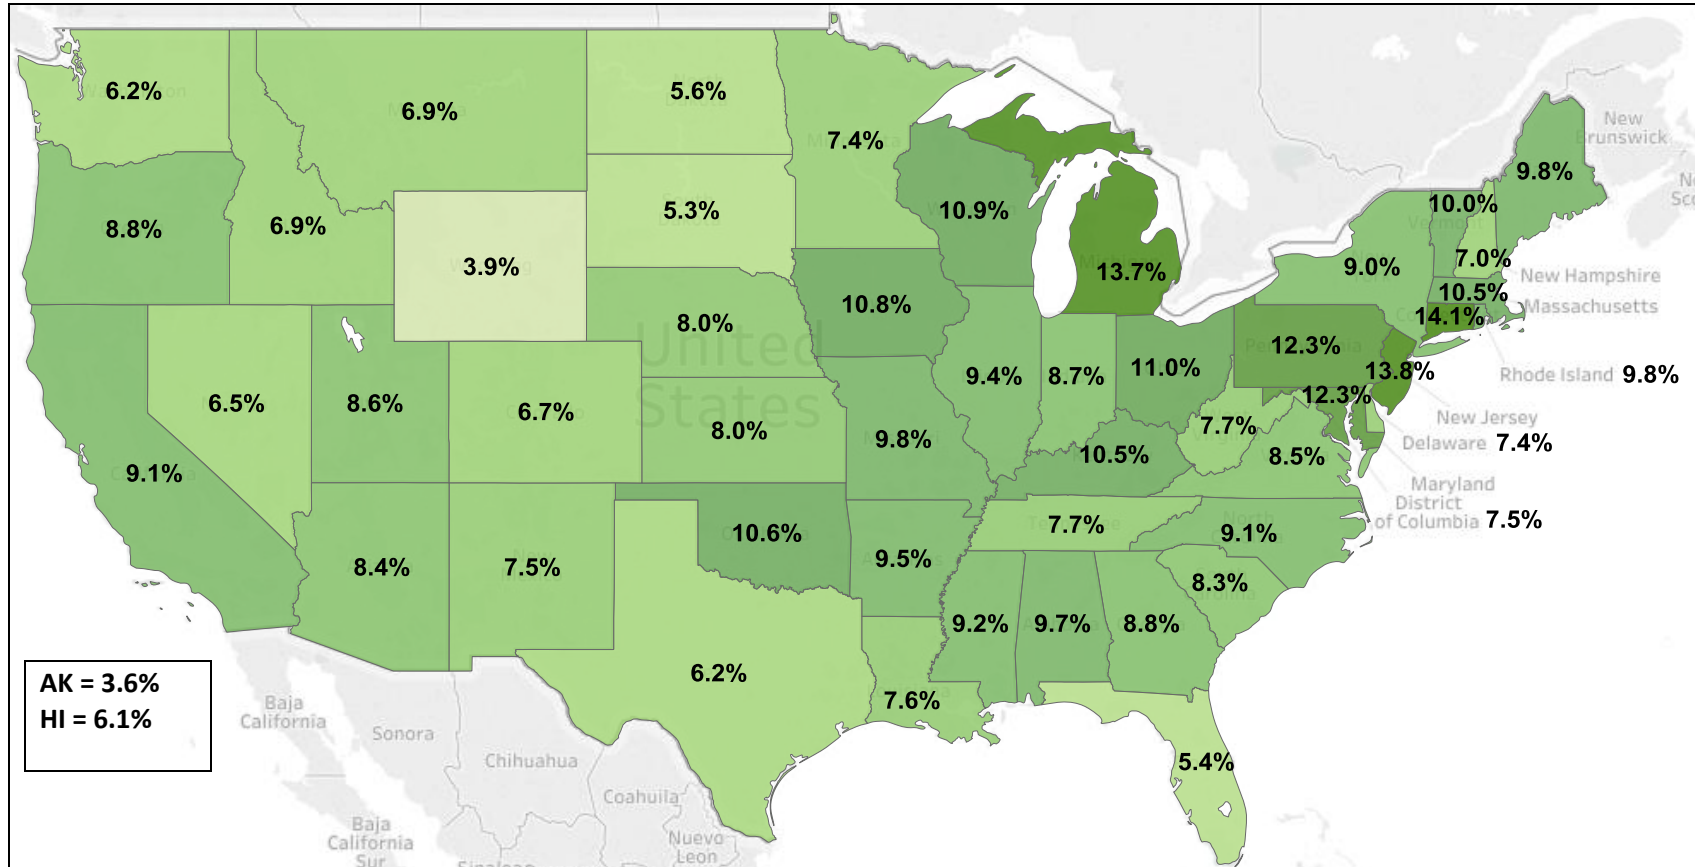 6.2%
6.9%
5.6%
7.4%
New
Brunswick
9.8%
8.8%
6.9%
5.3%
10.9%
10.0%
Vermont
3.9%
13.7%
9.0%
7.0%
New Hampshire
10.8%
10.5%
Massachusetts
8.0%
14.1%
United
States
12.3%
13.8%
11.0%
9.4%
8.7%
Rhode Island 9.8%
6.5%
8.6%
6.7%
12.3%
New Jersey
8.0%
9.8%
7.7%
Delaware 7.4%
9.1%
10.5%
8.5%
Maryland
District
of Columbia 7.5%
10.6%
7.7%
9.1%
8.4%
7.5%
9.5%
8.3%
9.2%
9.7%
8.8%
6.2%
7.6%
5.4%
AK = 3.6%
HI = 6.1%
Baja
California
Sonora
Chihuahua
Coahuila
Baja
California
Sur
Nuevo
Leon